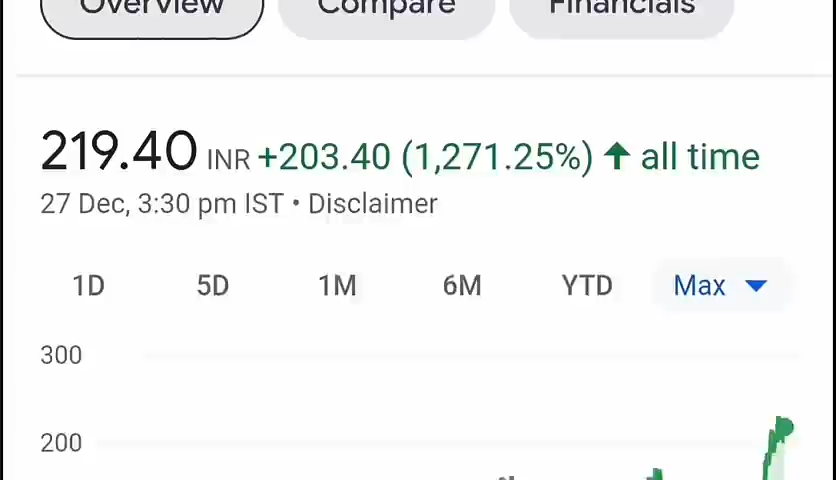 Overview Compare Financials
219.40 INR +203.40 (1,271.25%) ↑ all time
27 Dec, 3:30 pm IST • Disclaimer
1D 5D 1M 6M YTD Max
300
200